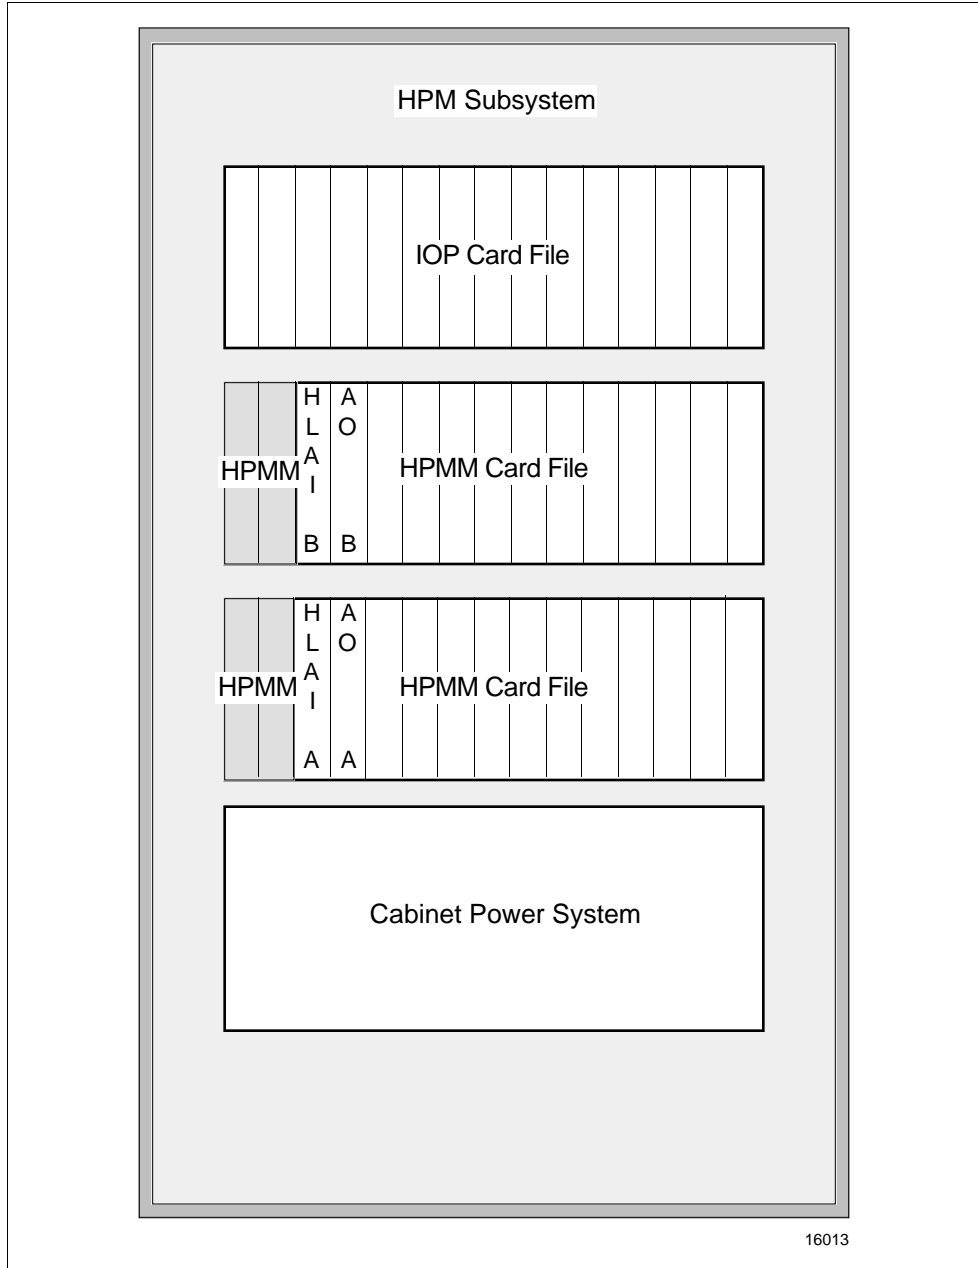 HPM Subsystem
IOP Card File
H A
L O
HPMM A HPMM Card File
I
B B
H A
L O
HPMM A HPMM Card File
I
A A
Cabinet Power System
16013